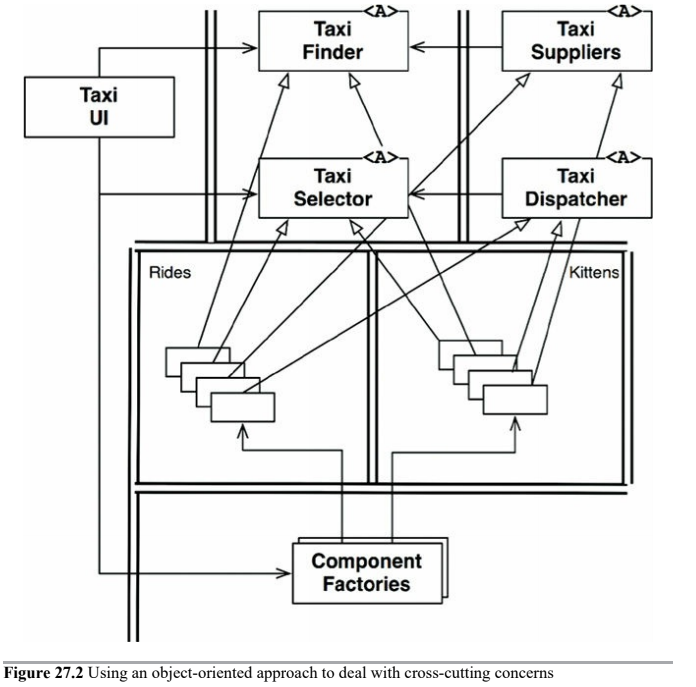 <A>
Taxi
Finder
<A>
Taxi
Suppliers
Taxi
UI
<A>
Taxi
Selector
<A>
Taxi
Dispatcher
Rides
Kittens
Component
Factories
Figure 27.2 Using an object-oriented approach to deal with cross-cutting concerns